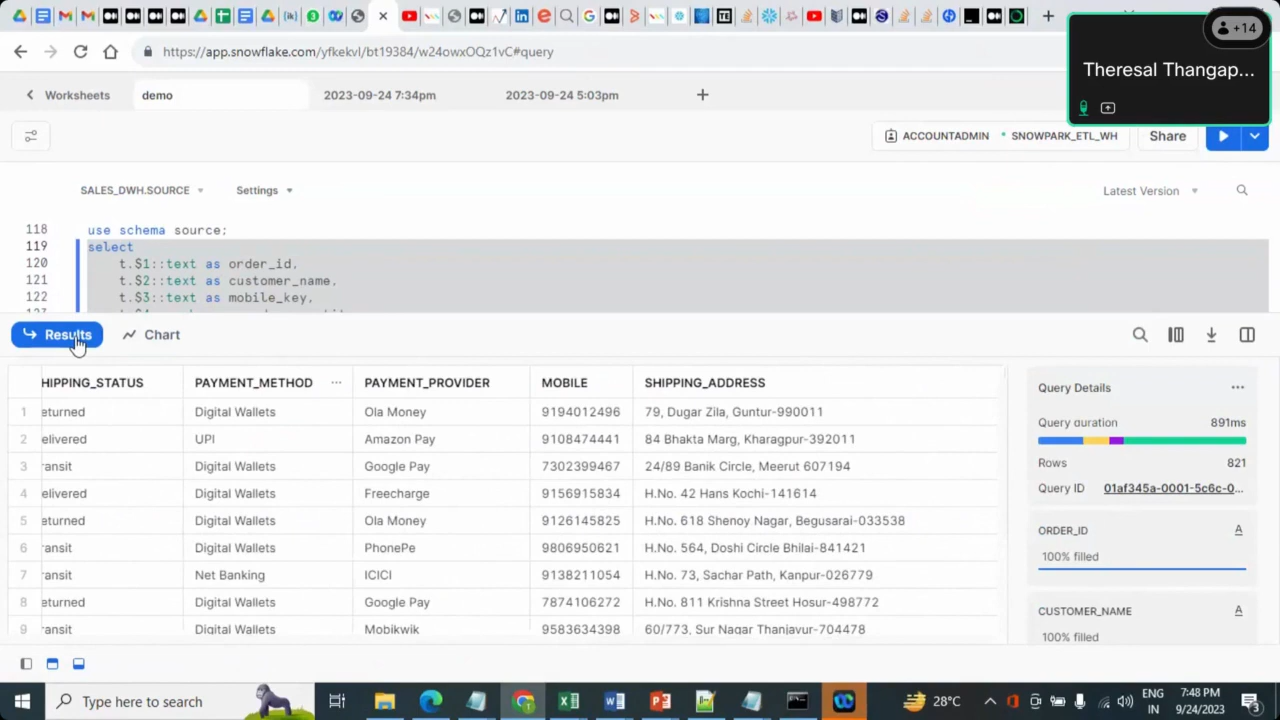 +14
https://app.snowflake.com/yfkekvl/bt19384/w24owxOQz1vC#query
Theresal Thangap...
Worksheets
demo
2023-09-24 7:34pm
2023-09-24 5:03pm
ACCOUNTADMIN
SNOWPARK_ETL_WH
Share
SALES_DWH.SOURCE
Settings
Latest Version
118 use schema source;
119 select
120 t.$1::text as order_id,
121 t.$2::text as customer_name,
122 t.$3::text as mobile_key,
Results
Chart
HIPPING_STATUS PAYMENT_METHOD ... PAYMENT_PROVIDER MOBILE SHIPPING_ADDRESS
1 eturned Digital Wallets Ola Money 9194012496 79, Dugar Zila, Guntur-990011
2 elivered UPI Amazon Pay 9108474441 84 Bhakta Marg, Kharagpur-392011
3 ransit Digital Wallets Google Pay 7302399467 24/89 Banik Circle, Meerut 607194
4 elivered Digital Wallets Freecharge 9156915834 H.No. 42 Hans Kochi-141614
5 eturned Digital Wallets Ola Money 9126145825 H.No. 618 Shenoy Nagar, Begusarai-033538
6 ransit Digital Wallets PhonePe 9806950621 H.No. 564, Doshi Circle Bhilai-841421
7 ransit Net Banking ICICI 9138211054 H.No. 73, Sachar Path, Kanpur-026779
8 eturned Digital Wallets Google Pay 7874106272 H.No. 811 Krishna Street Hosur-498772
9 ransit Digital Wallets Mobikwik 9583634398 60/773, Sur Nagar Thanjavur-704478
Query Details
Query duration 891ms
Rows 821
Query ID 01af345a-0001-5c6c-0...
ORDER_ID A
100% filled
CUSTOMER_NAME A
100% filled
Type here to search
28°C
ENG
IN
7:48 PM
9/24/2023
3